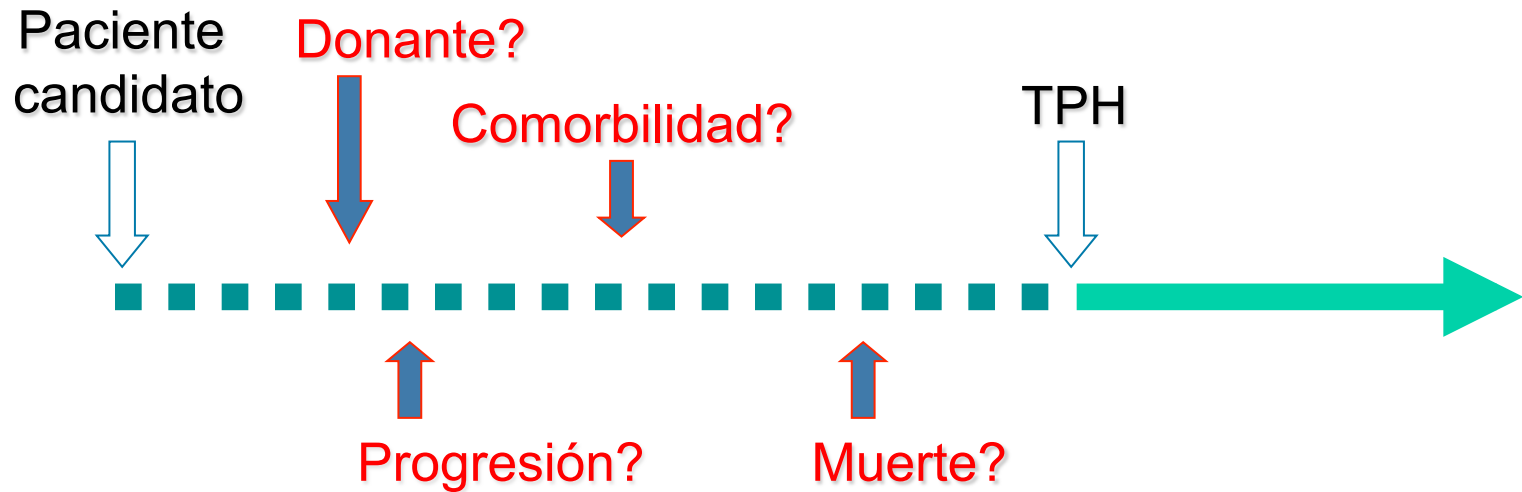 Paciente
candidato
Donante?
Comorbilidad?
TPH
Progresión?
Muerte?